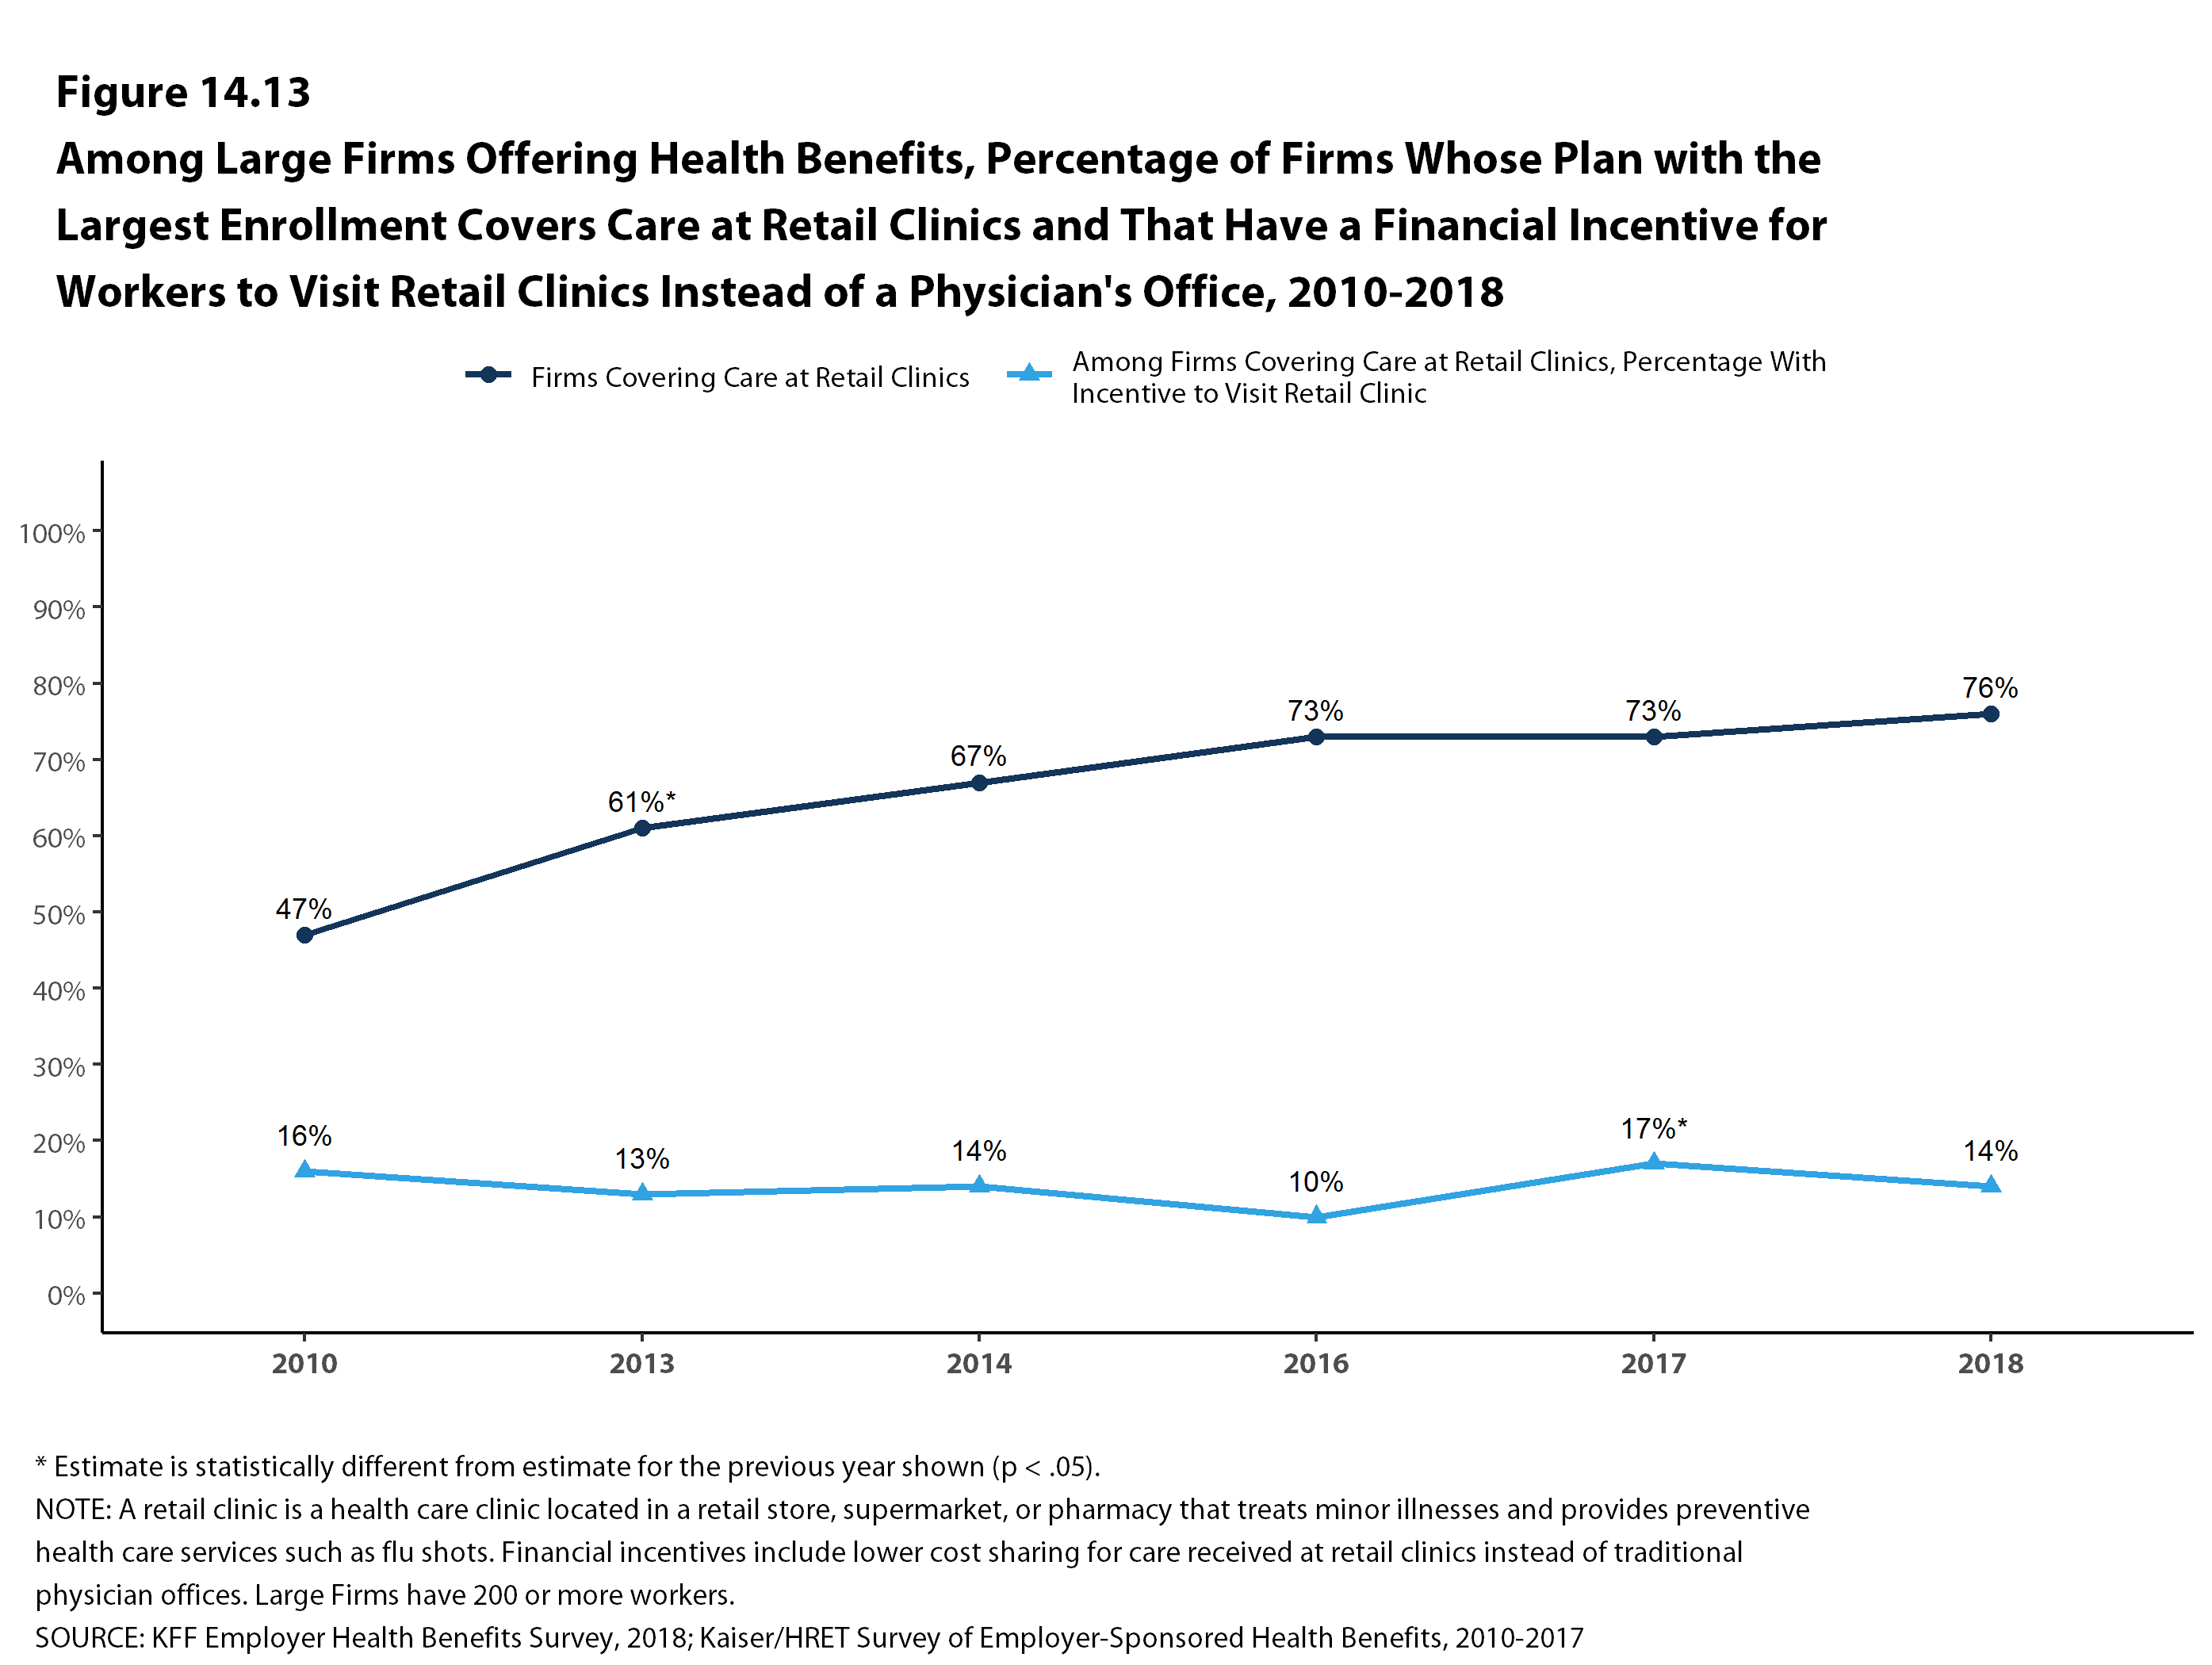 Figure 14.13
Among Large Firms Offering Health Benefits, Percentage of Firms Whose Plan with the
Largest Enrollment Covers Care at Retail Clinics and That Have a Financial Incentive for
Workers to Visit Retail Clinics Instead of a Physician's Office, 2010-2018
Firms Covering Care at Retail Clinics
Among Firms Covering Care at Retail Clinics, Percentage With
Incentive to Visit Retail Clinic
100%
90%
80%
70%
60%
50%
40%
30%
20%
10%
0%
47%
61%*
67%
73%
73%
76%
16%
13%
14%
10%
17%*
14%
2010
2013
2014
2016
2017
2018
* Estimate is statistically different from estimate for the previous year shown (p < .05).
NOTE: A retail clinic is a health care clinic located in a retail store, supermarket, or pharmacy that treats minor illnesses and provides preventive
health care services such as flu shots. Financial incentives include lower cost sharing for care received at retail clinics instead of traditional
physician offices. Large Firms have 200 or more workers.
SOURCE: KFF Employer Health Benefits Survey, 2018; Kaiser/HRET Survey of Employer-Sponsored Health Benefits, 2010-2017